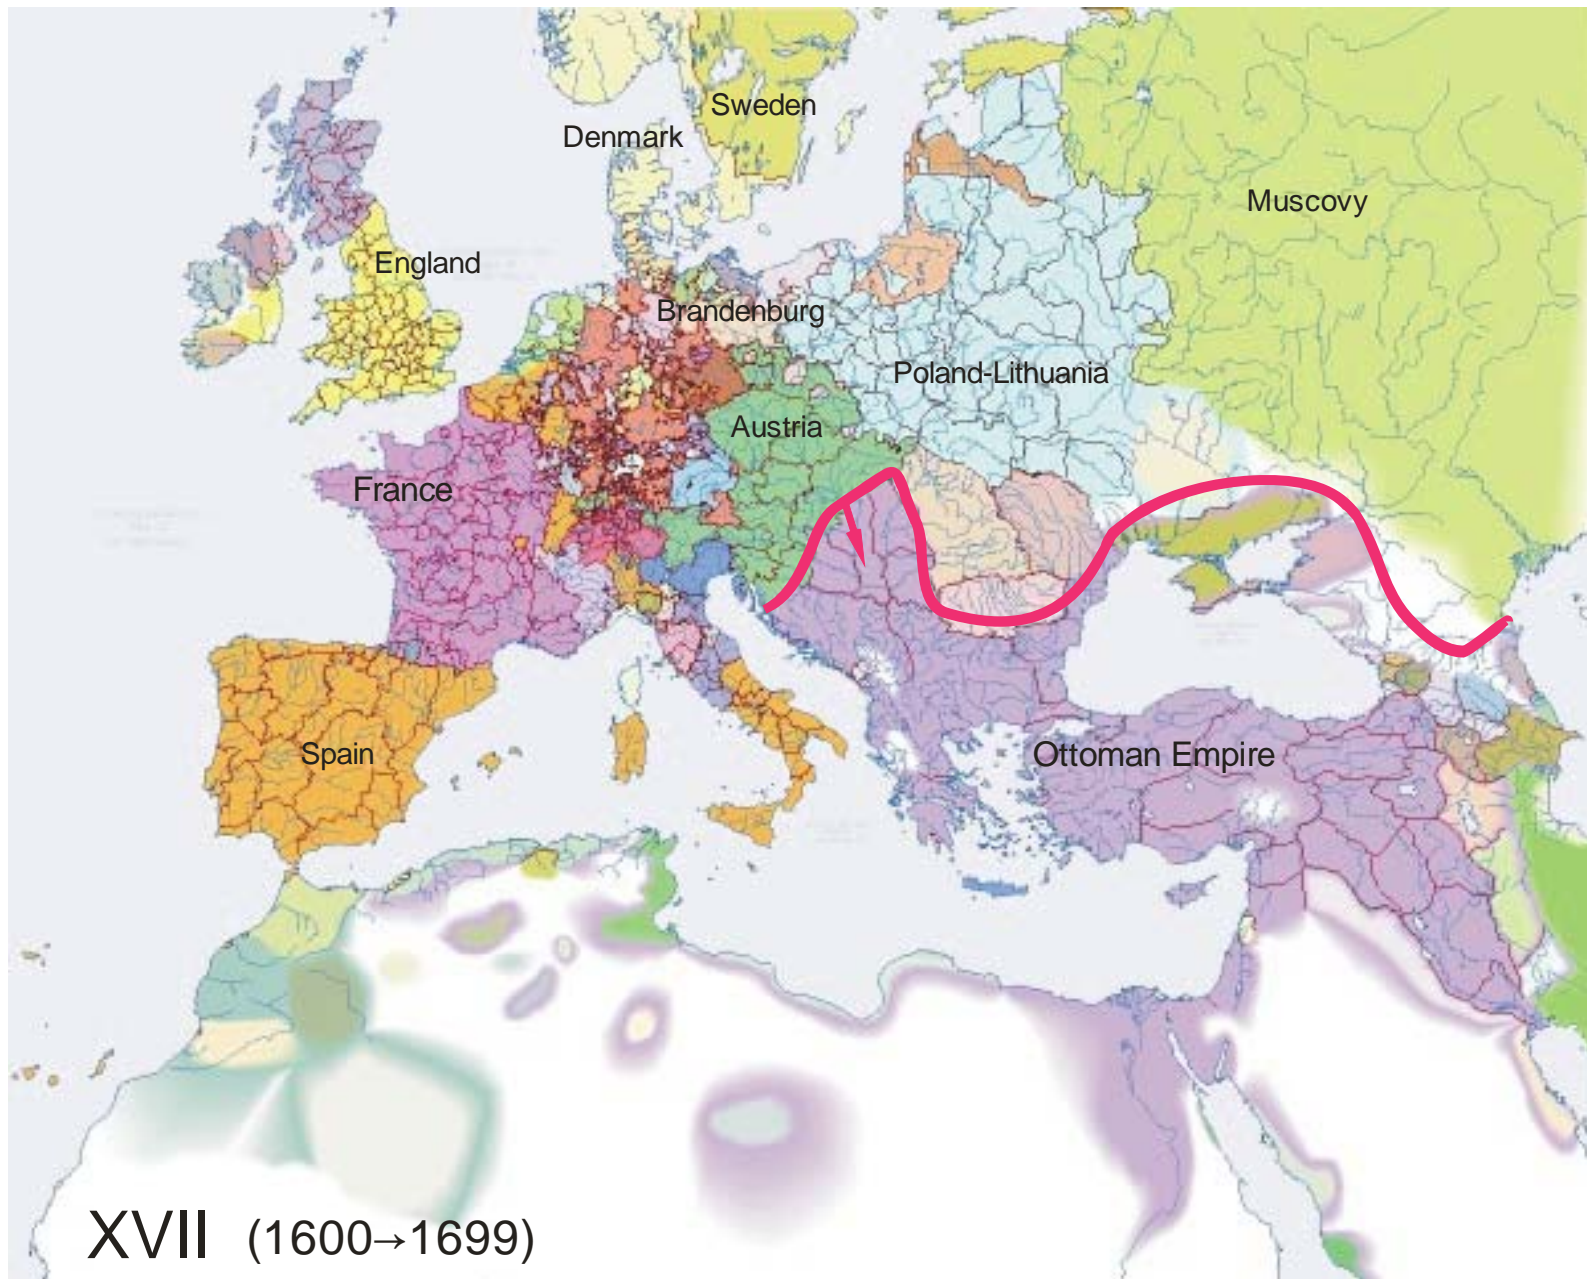 Sweden
Denmark
Muscovy
England
Brandenburg
Poland-Lithuania
Austria
France
Spain
Ottoman Empire
XVII (1600→1699)